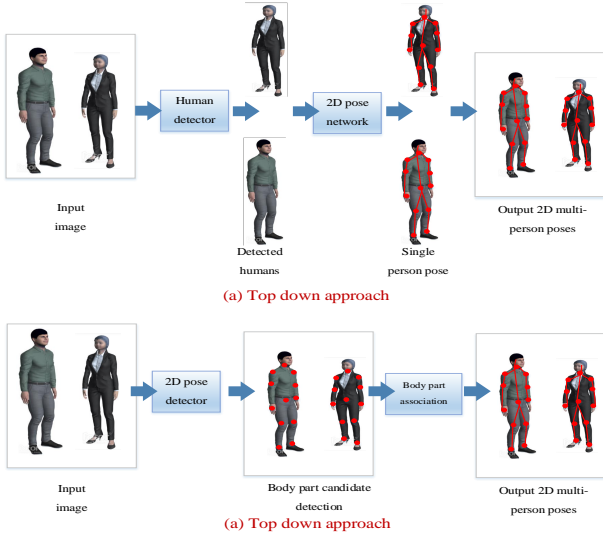 Human
detector
2D pose
network
Input
image
Detected
humans
Single
person pose
Output 2D multi-
person poses
(a) Top down approach
2D pose
detector
Body part
association
Input
image
Body part candidate
detection
Output 2D multi-
person poses
(a) Top down approach